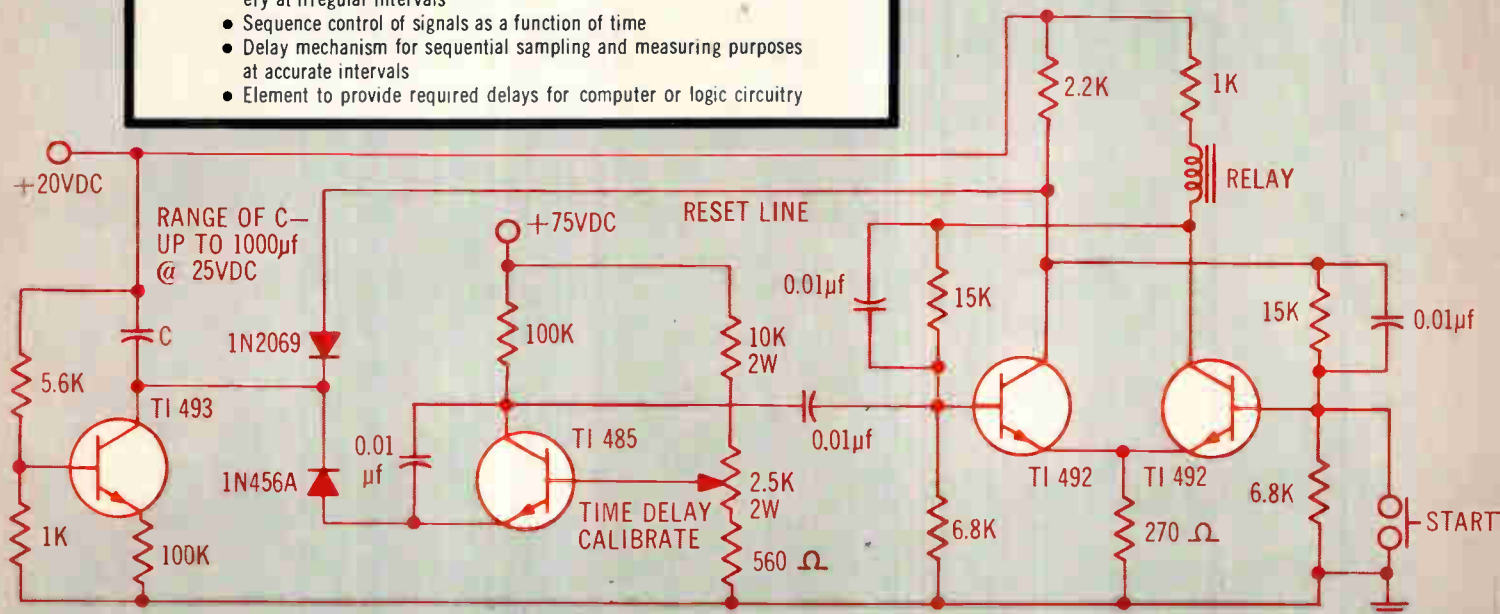 ery at irregular intervals
● Sequence control of signals as a function of time
● Delay mechanism for sequential sampling and measuring purposes
at accurate intervals
● Element to provide required delays for computer or logic circuitry
+20VDC
RANGE OF C—
UP TO 1000µf
@ 25VDC
C
5.6K
TI 493
1K
100K
1N2069
1N456A
RESET LINE
+75VDC
100K
10K
2W
0.01
µf
TI 485
TIME DELAY
CALIBRATE
2.5K
2W
560 Ω
0.01µf
0.01µf
15K
6.8K
2.2K
1K
RELAY
TI 492
TI 492
270 Ω
15K
0.01µf
6.8K
START